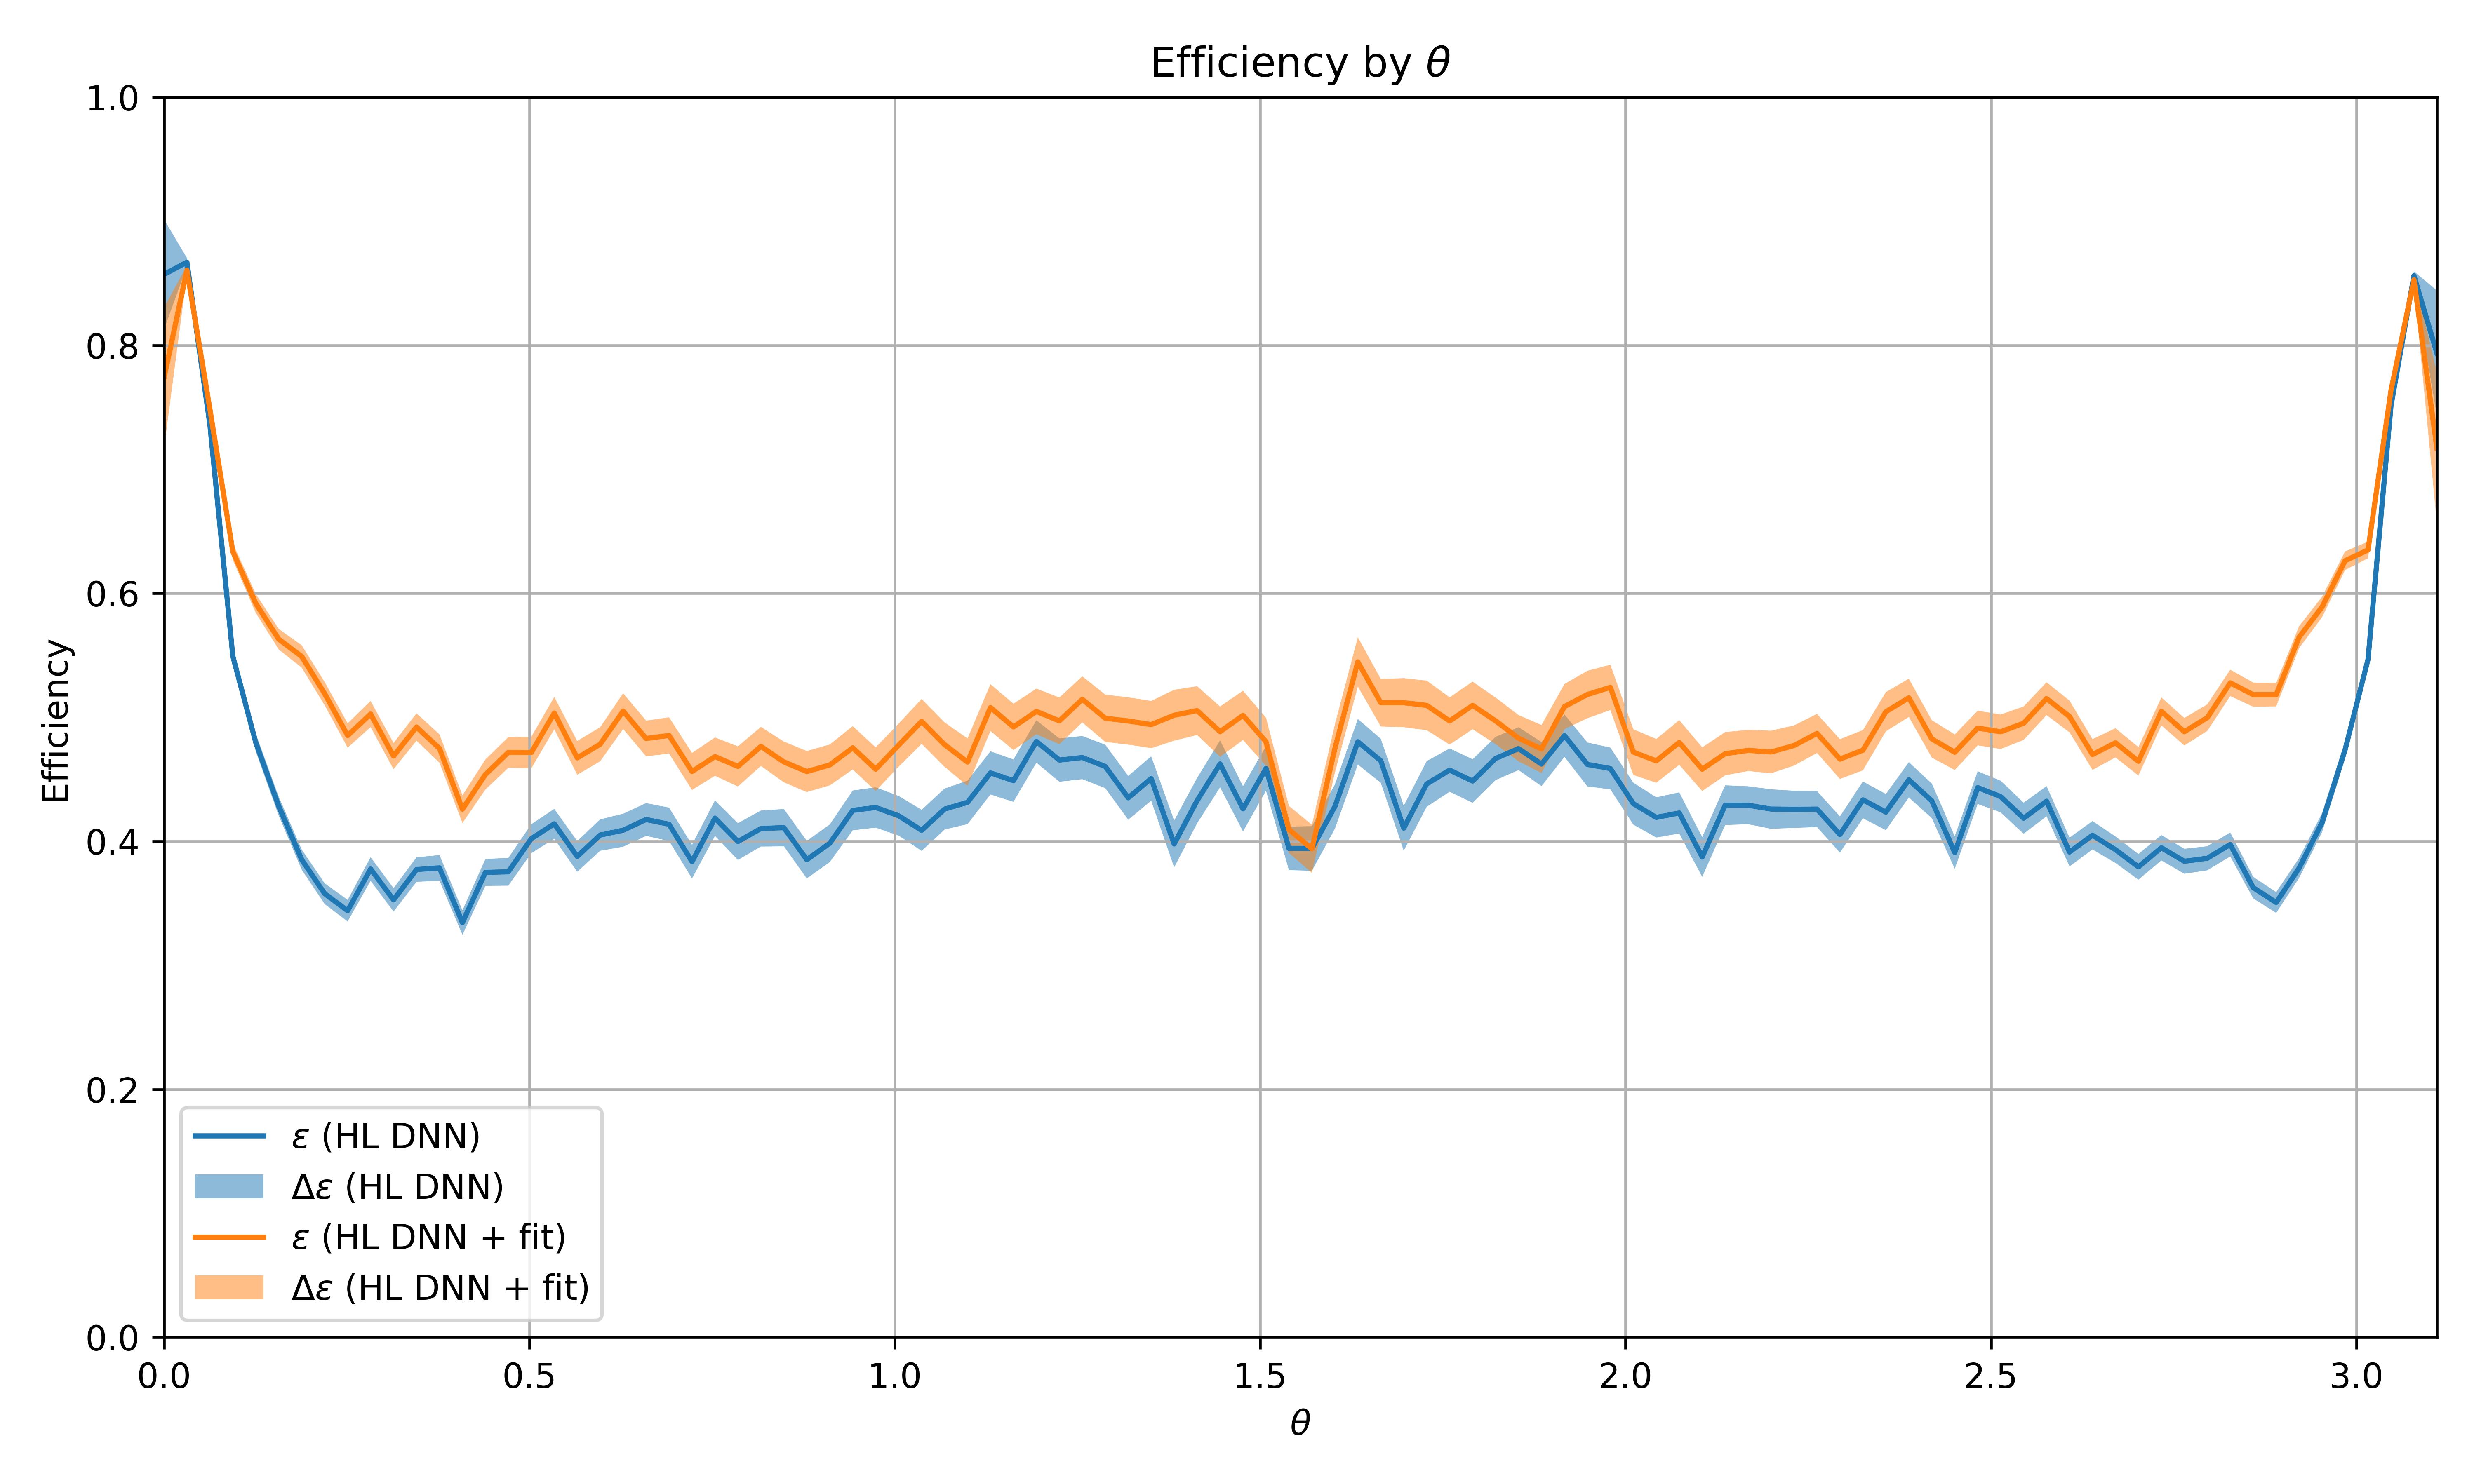 Efficiency by θ
1.0
0.8
0.6
0.4
0.2
0.0
Efficiency
ε (HL DNN)
Δε (HL DNN)
ε (HL DNN + fit)
Δε (HL DNN + fit)
0.0 0.5 1.0 1.5 2.0 2.5 3.0
θ